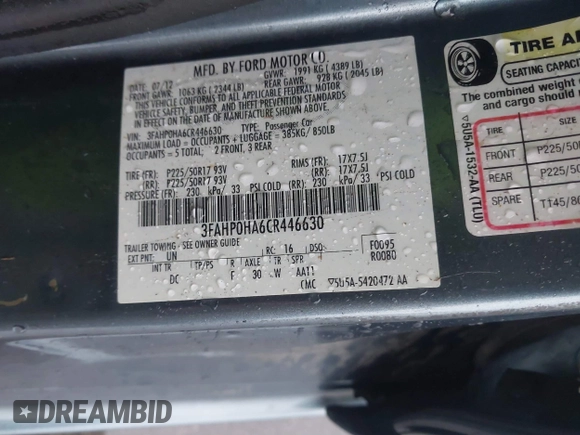 MFD. BY FORD MOTOR
DATE: 07/12 GVWR: 1991 KG (4389 LB)
FRONT GAWR: 1063 KG (2344 LB) REAR GAWR: 928 KG (2045 LB)
THIS VEHICLE CONFORMS TO ALL APPLICABLE FEDERAL MOTOR
VEHICLE SAFETY, BUMPER, AND THEFT PREVENTION STANDARDS
IN EFFECT ON THE DATE OF MANUFACTURE SHOWN ABOVE.
VIN: 3FAHP0HA6CR446630 TYPE: Passenger Car
MAXIMUM LOAD = OCCUPANTS + LUGGAGE = 385KG/ 850LB
OCCUPANTS = 5 TOTAL: 2 FRONT, 3 REAR
TIRE(FR): P225/50R17 93V RIMS (FR): 17X7.5J
(RR): P225/50R17 93V (RR): 17X7.5J
PRESSURE (FR): 230 kPa/ 33 PSI COLD (RR): 230 kPa/ 33 PSI COLD
3FAHP0HA6CR446630
TRAILER TOWING - SEE OWNER GUIDE
EXT PNT: UN RC: 16 DSO: F0095
R0080
INT TR TP/PS R AXLE TR SPR
DC F 30 W AA11
CMC ▽5U5A-5420472 AA
TIRE AN
SEATING CAPACI
The combined weight
and cargo should
TIRE SIZE
FRONT P225/50
REAR P225/50
SPARE T145/80
▽5U5A-1532-AA (TLU)
DREAMBID